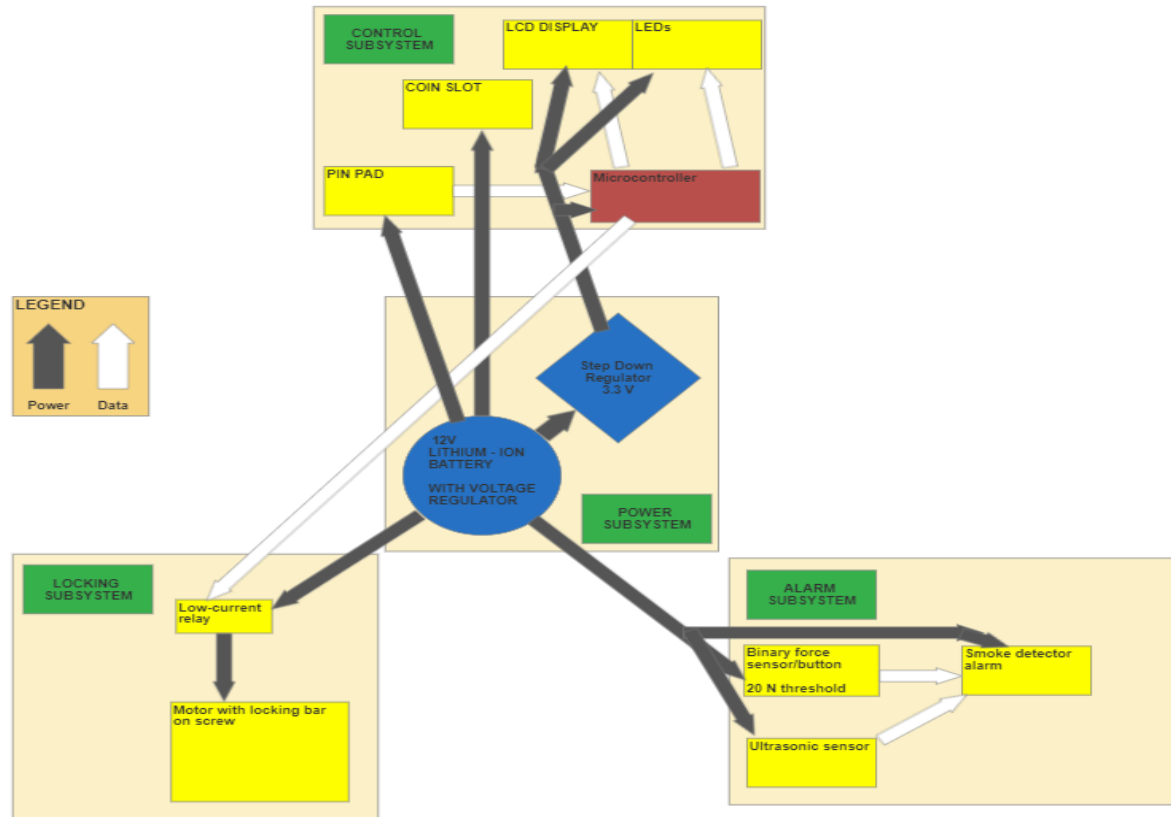 CONTROL
SUBSYSTEM
LCD DISPLAY
LEDs
COIN SLOT
PIN PAD
Microcontroller
LEGEND
Power
Data
Step Down
Regulator
3.3 V
12V
LITHIUM - ION
BATTERY
WITH VOLTAGE
REGULATOR
POWER
SUBSYSTEM
LOCKING
SUBSYSTEM
Low-current
relay
Motor with locking bar
on screw
ALARM
SUBSYSTEM
Binary force
sensor/button
20 N threshold
Smoke detector
alarm
Ultrasonic sensor